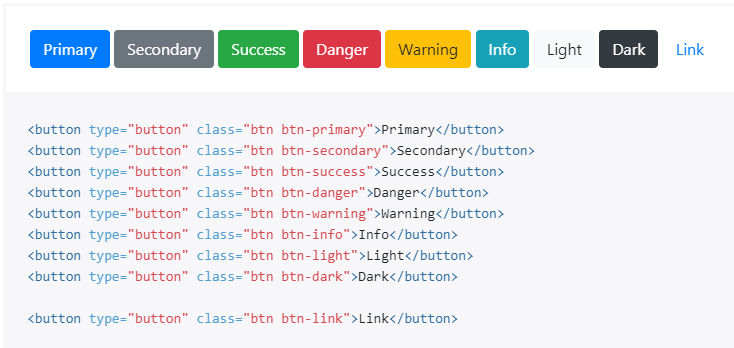 Primary Secondary Success Danger Warning Info Light Dark Link
<button type="button" class="btn btn-primary">Primary</button>
<button type="button" class="btn btn-secondary">Secondary</button>
<button type="button" class="btn btn-success">Success</button>
<button type="button" class="btn btn-danger">Danger</button>
<button type="button" class="btn btn-warning">Warning</button>
<button type="button" class="btn btn-info">Info</button>
<button type="button" class="btn btn-light">Light</button>
<button type="button" class="btn btn-dark">Dark</button>
<button type="button" class="btn btn-link">Link</button>